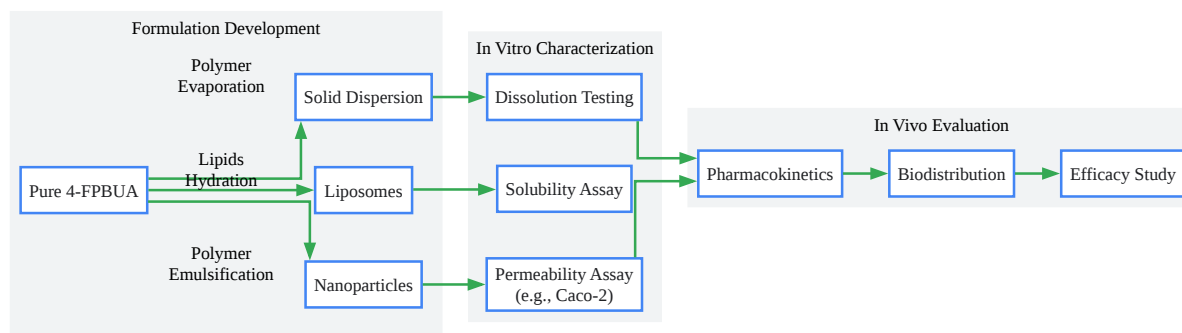 Formulation Development
Polymer
Evaporation
Solid Dispersion
Lipids
Hydration
Pure 4-FPBUA
Liposomes
Polymer
Emulsification
Nanoparticles
In Vitro Characterization
Dissolution Testing
Solubility Assay
Permeability Assay
(e.g., Caco-2)
In Vivo Evaluation
Pharmacokinetics
Biodistribution
Efficacy Study